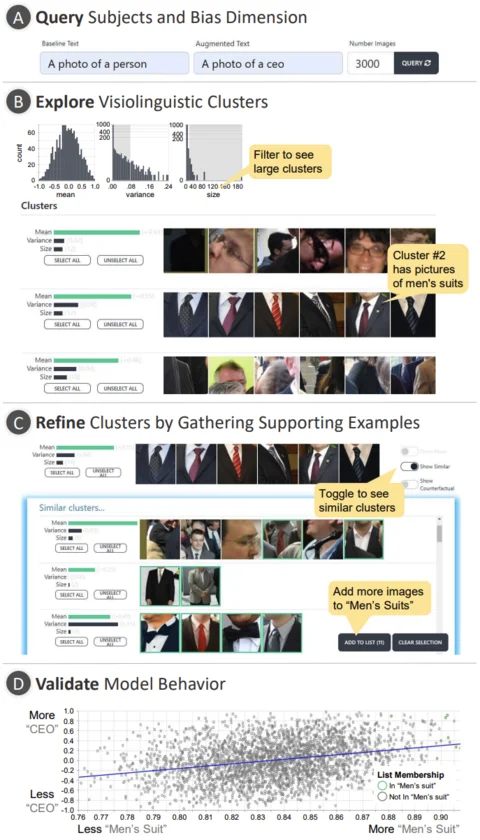 A Query Subjects and Bias Dimension
Baseline Text
Augmented Text
Number Images
A photo of a person
A photo of a ceo
3000
QUERY
B Explore Visiolinguistic Clusters
count
60
40
20
0
-1.0 -0.5 0.0 0.5 1.0
mean
1000
400
200
0
.00 .08 .16 .24
variance
1000
400
200
0
0 40 80 120 180
size
Filter to see
large clusters
Clusters
Mean
Variance
Size
SELECT ALL
UNSELECT ALL
Cluster #2
has pictures
of men's suits
Mean
Variance
Size
SELECT ALL
UNSELECT ALL
Mean
Variance
Size
SELECT ALL
UNSELECT ALL
C Refine Clusters by Gathering Supporting Examples
Mean
Variance
Size
SELECT ALL
UNSELECT
ALL
Show Similar
Show
Counterfactual
Toggle to see
similar clusters
Similar clusters...
Mean
Variance
Size
SELECT ALL
UNSELECT
ALL
Mean
Variance
Size
SELECT ALL
UNSELECT
ALL
Add more images
to "Men's Suits"
Mean
Variance
Size
SELECT ALL
UNSELECT
ALL
ADD TO LIST (11)
CLEAR SELECTION
D Validate Model Behavior
More
"CEO"
Less
"CEO"
1.0
0.8
0.6
0.4
0.2
0.0
-0.2
-0.4
-0.6
-0.8
-1.0
List Membership
In "Men's suit"
Not In "Men's suit"
0.76 0.77 0.78 0.79 0.80 0.81 0.82 0.83 0.84 0.85 0.86 0.87 0.88 0.89 0.90
Less "Men's Suit"
More "Men's Suit"